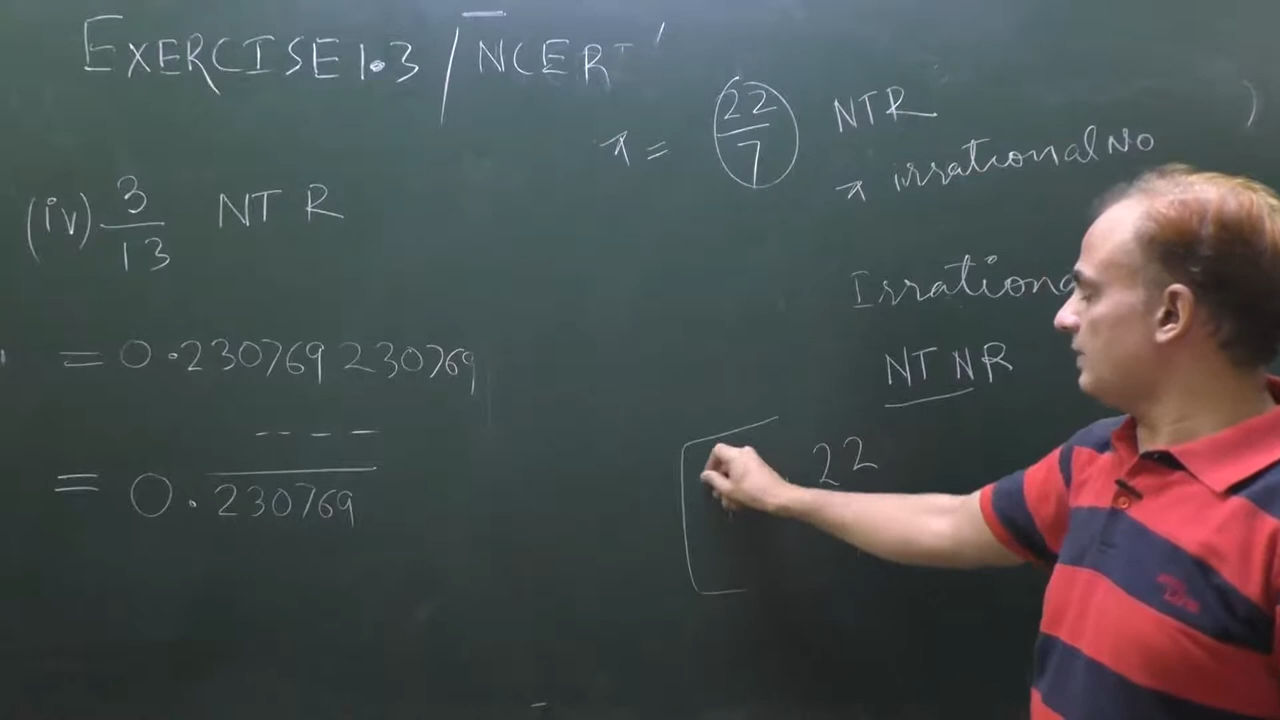 EXERCISE 1.3 / NCERT
π = 22/7 NTR
π irrational No
(iv) 3/13 NTR
Irrationa
= 0.230769 230769
NTNR
---
= 0.230769
22